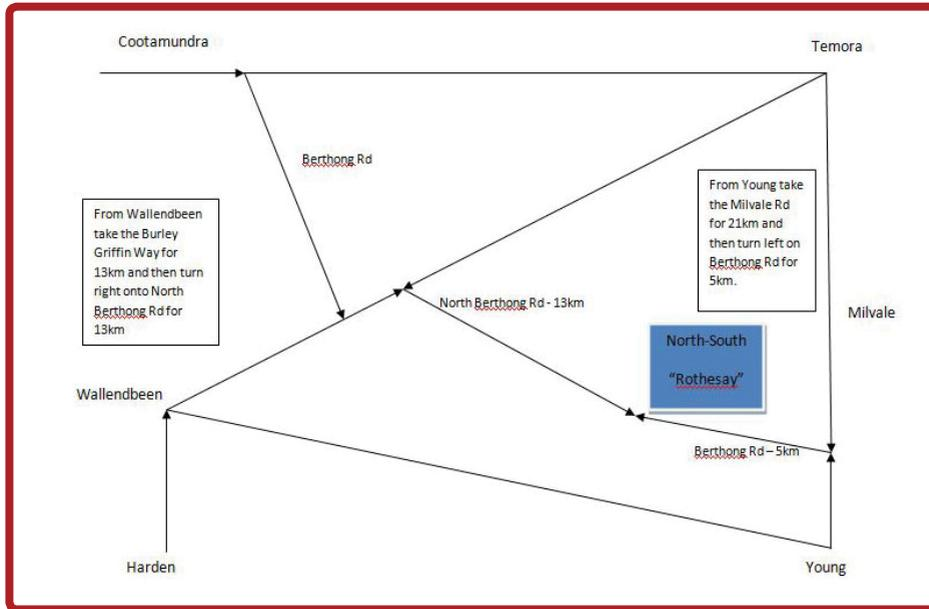 Cootamundra
Temora
Berthong Rd
From Wallendbeen
take the Burley
Griffin Way for
13km and then turn
right onto North
Berthong Rd for
13km
From Young take
the Milvale Rd
for 21km and
then turn left on
Berthong Rd for
5km.
North Berthong Rd - 13km
Milvale
North-South
“Rothesay”
Wallendbeen
Berthong Rd – 5km
Harden
Young